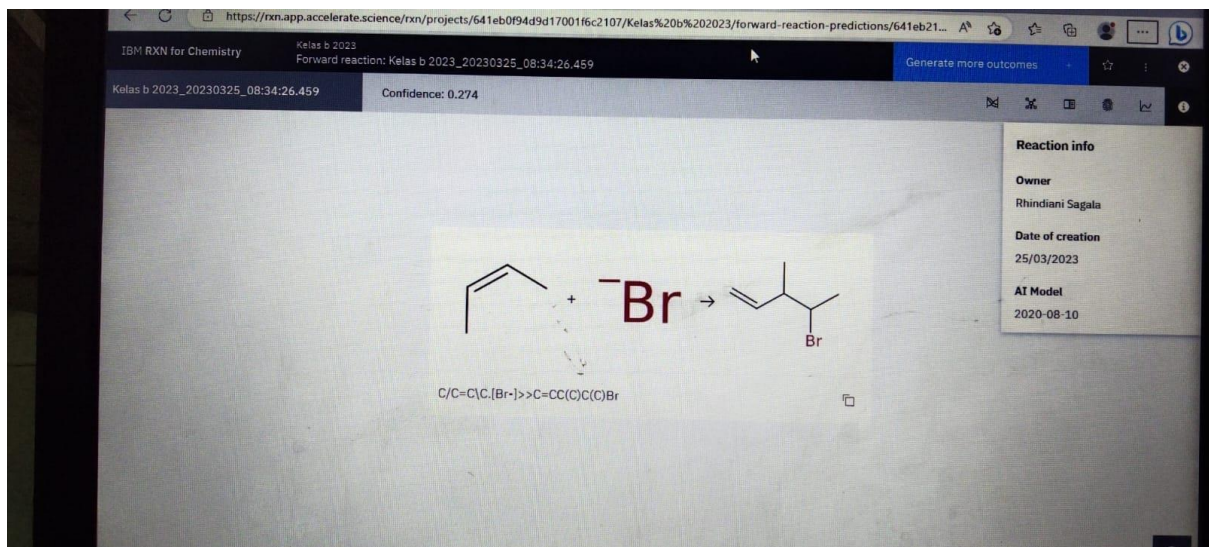 https://rxn.app.accelerate.science/rxn/projects/641eb0f94d9d17001f6c2107/Kelas%20b%202023/forward-reaction-predictions/641eb21...
IBM RXN for Chemistry
Kelas b 2023
Forward reaction: Kelas b 2023_20230325_08:34:26.459
Generate more outcomes +
Kelas b 2023_20230325_08:34:26.459
Confidence: 0.274
Reaction info
Owner
Rhindiani Sagala
Date of creation
25/03/2023
AI Model
2020-08-10
+ ⁻Br →
Br
C/C=C\C.[Br-]>>C=CC(C)C(C)Br